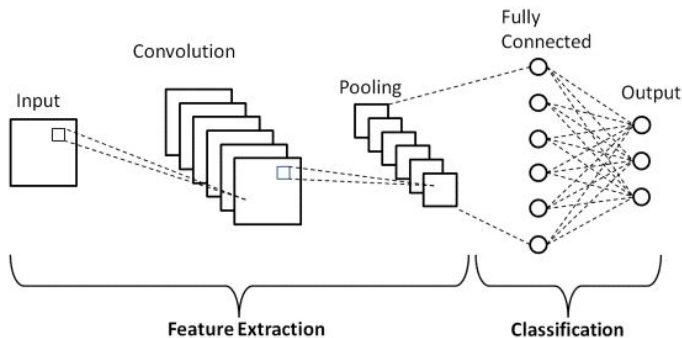 Fully
Connected
Convolution
Pooling
Input
Output
Feature Extraction
Classification